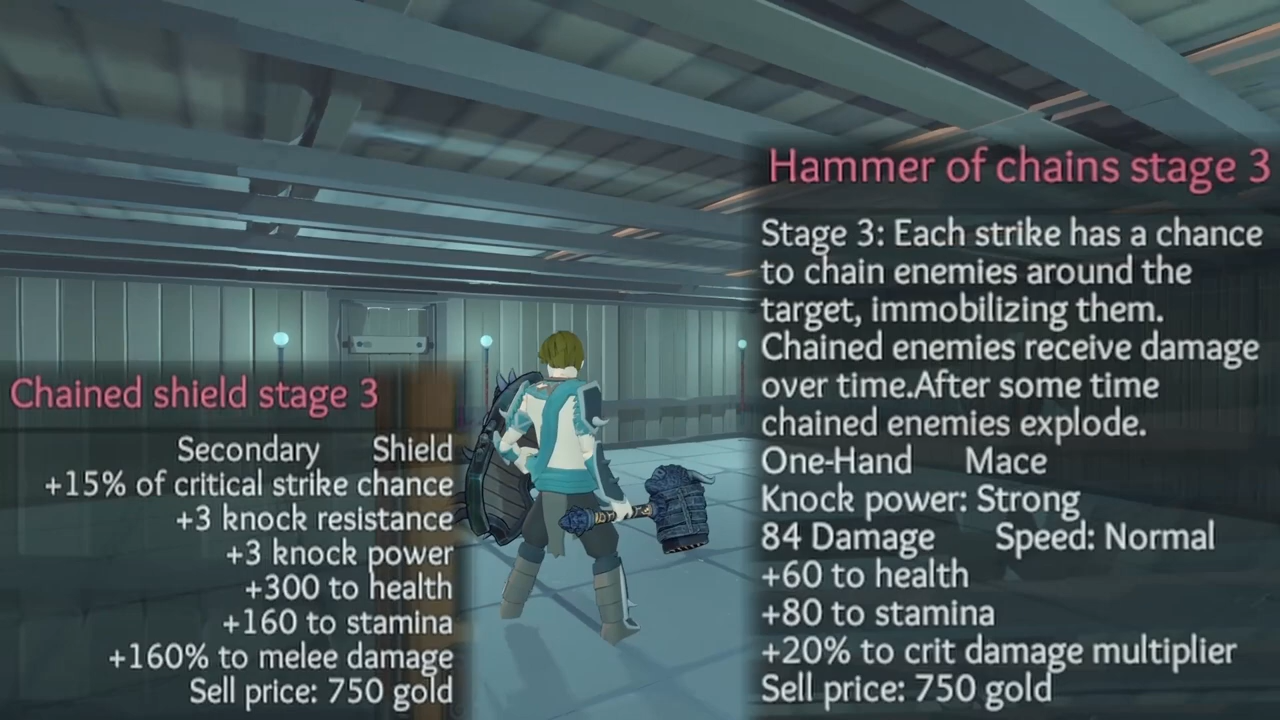 Chained shield stage 3
Secondary Shield
+15% of critical strike chance
+3 knock resistance
+3 knock power
+300 to health
+160 to stamina
+160% to melee damage
Sell price: 750 gold
Hammer of chains stage 3
Stage 3: Each strike has a chance
to chain enemies around the
target, immobilizing them.
Chained enemies receive damage
over time.After some time
chained enemies explode.
One-Hand Mace
Knock power: Strong
84 Damage Speed: Normal
+60 to health
+80 to stamina
+20% to crit damage multiplier
Sell price: 750 gold